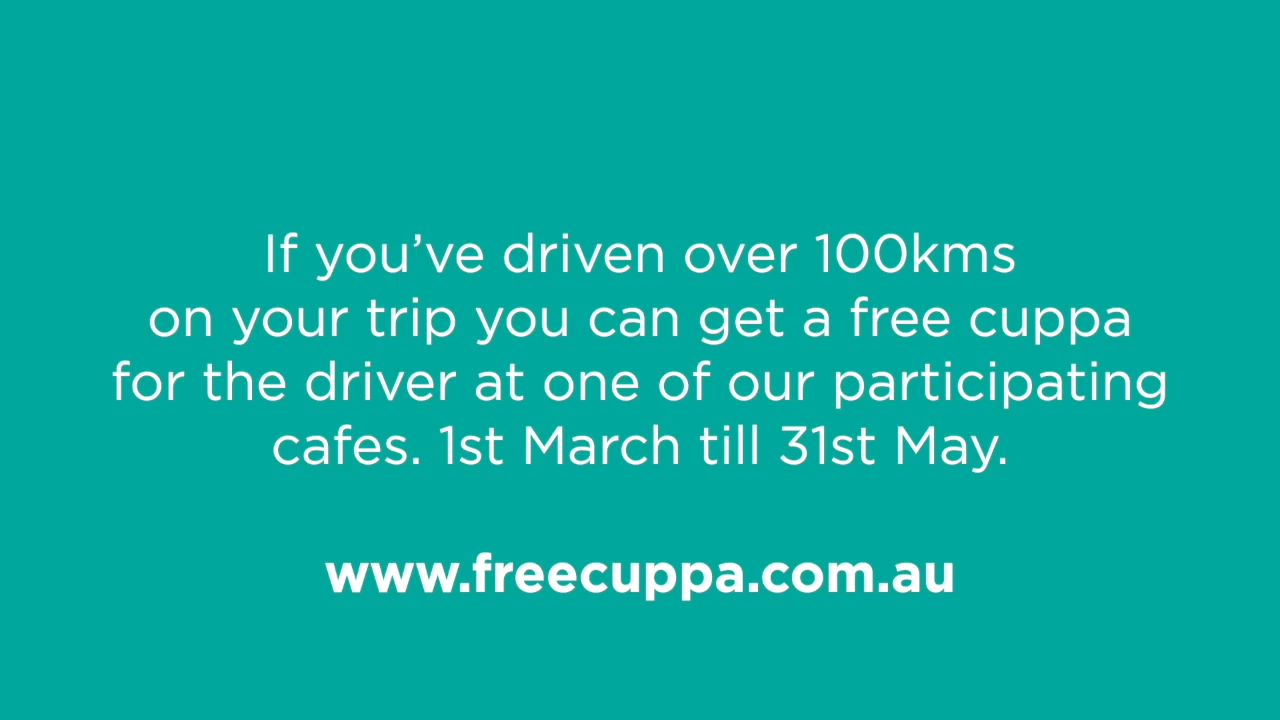 If you’ve driven over 100kms
on your trip you can get a free cuppa
for the driver at one of our participating
cafes. 1st March till 31st May.
www.freecuppa.com.au